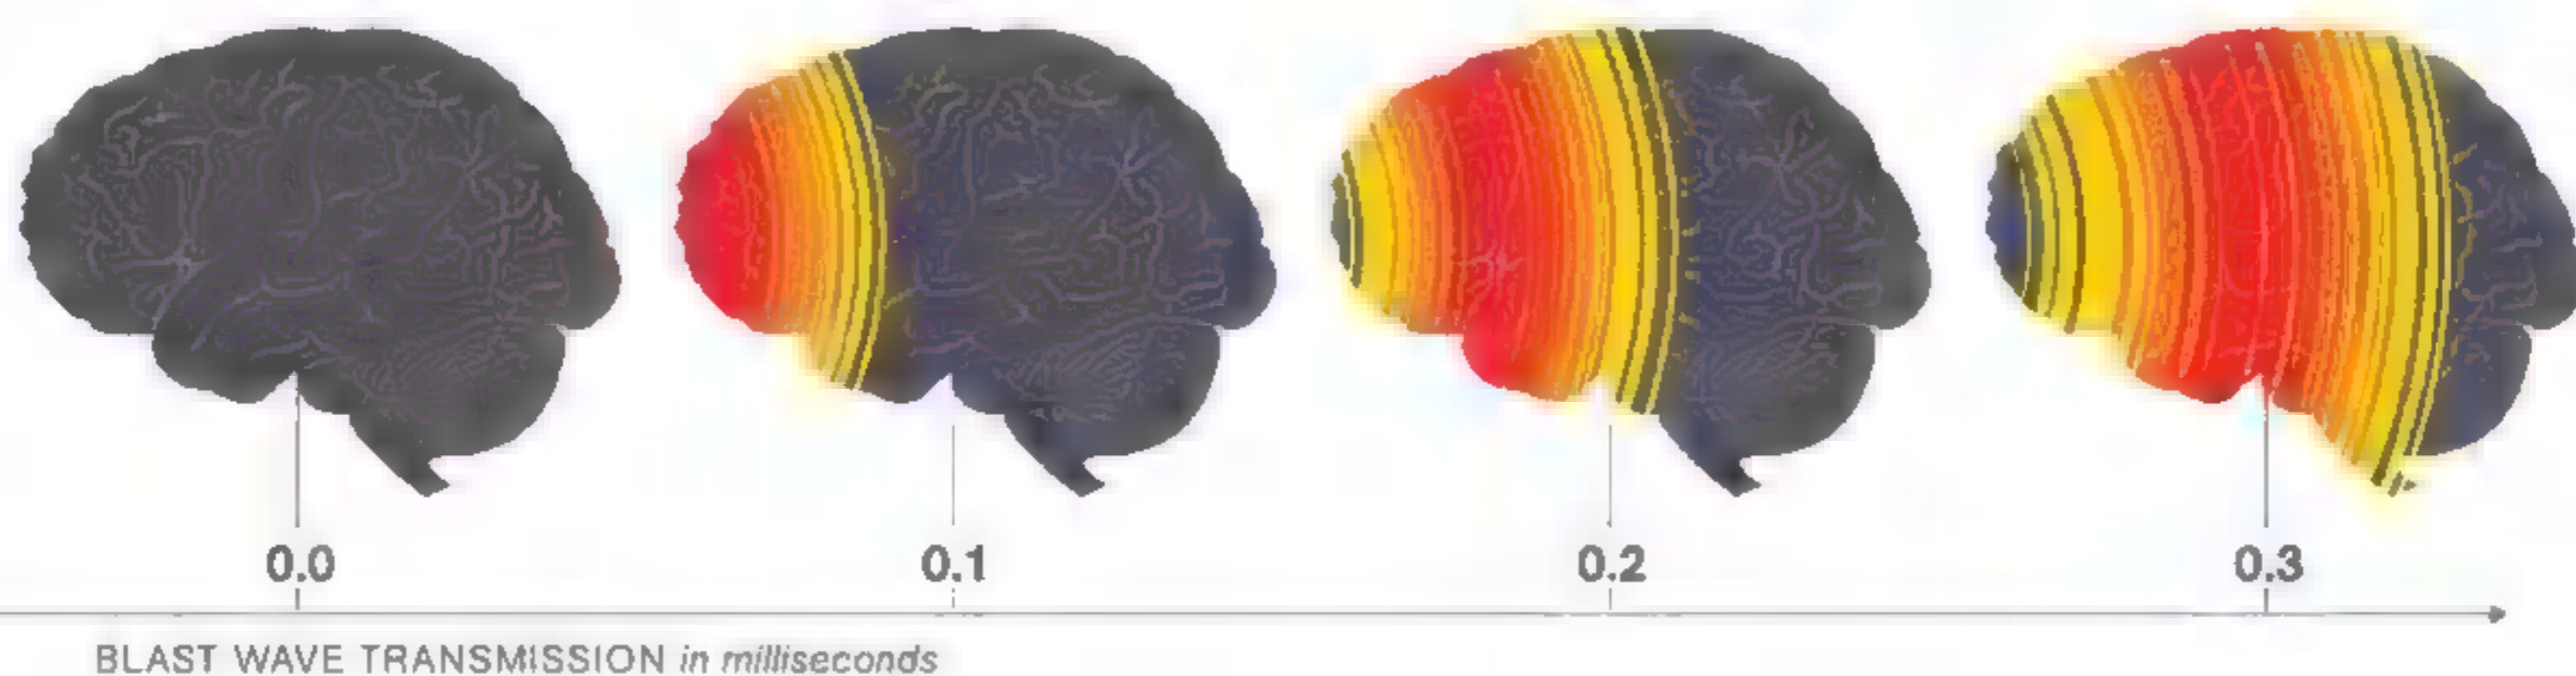 0.0 0.1 0.2 0.3
BLAST WAVE TRANSMISSION in milliseconds